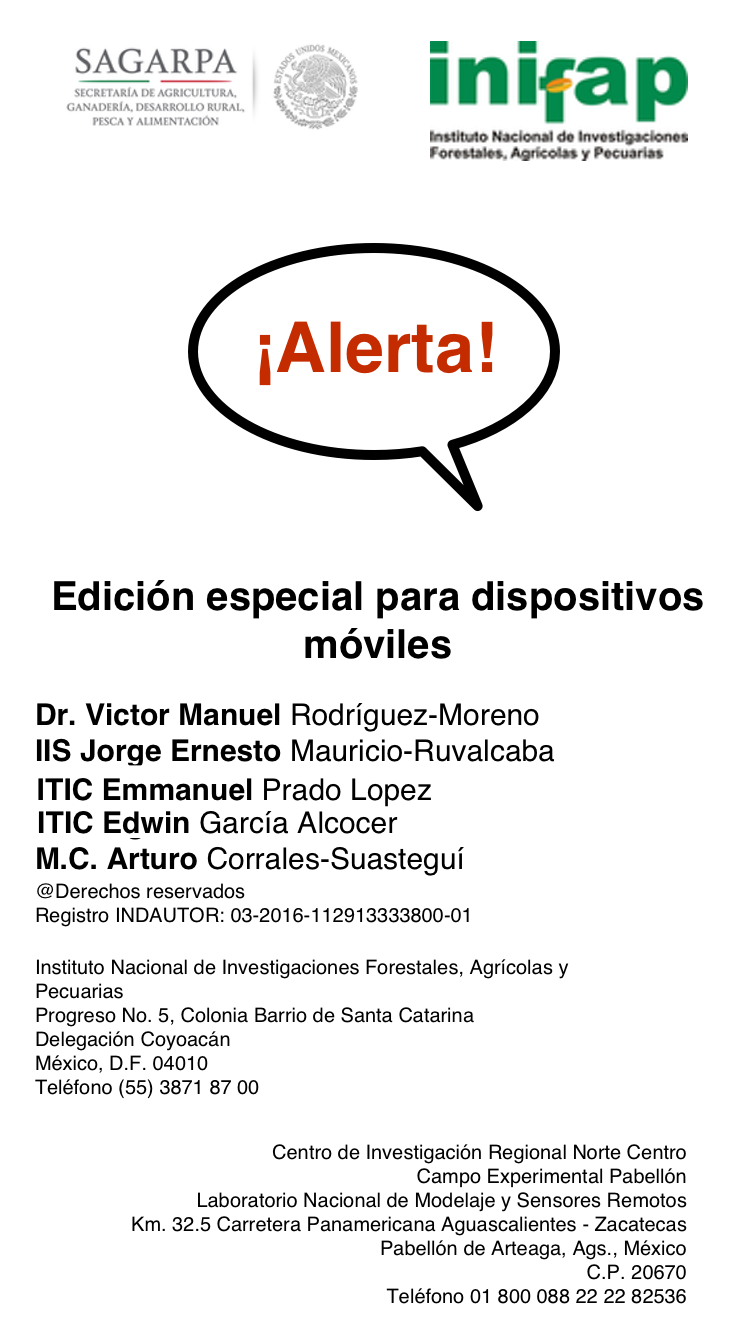 SAGARPA
SECRETARÍA DE AGRICULTURA,
GANADERÍA, DESARROLLO RURAL,
PESCA Y ALIMENTACIÓN
ESTADOS UNIDOS MEXICANOS
inifap
Instituto Nacional de Investigaciones
Forestales, Agrícolas y Pecuarias
¡Alerta!
Edición especial para dispositivos
móviles
Dr. Victor Manuel Rodríguez-Moreno
IIS Jorge Ernesto Mauricio-Ruvalcaba
ITIC Emmanuel Prado Lopez
ITIC Edwin García Alcocer
M.C. Arturo Corrales-Suasteguí
@Derechos reservados
Registro INDAUTOR: 03-2016-112913333800-01
Instituto Nacional de Investigaciones Forestales, Agrícolas y
Pecuarias
Progreso No. 5, Colonia Barrio de Santa Catarina
Delegación Coyoacán
México, D.F. 04010
Teléfono (55) 3871 87 00
Centro de Investigación Regional Norte Centro
Campo Experimental Pabellón
Laboratorio Nacional de Modelaje y Sensores Remotos
Km. 32.5 Carretera Panamericana Aguascalientes - Zacatecas
Pabellón de Arteaga, Ags., México
C.P. 20670
Teléfono 01 800 088 22 22 82536